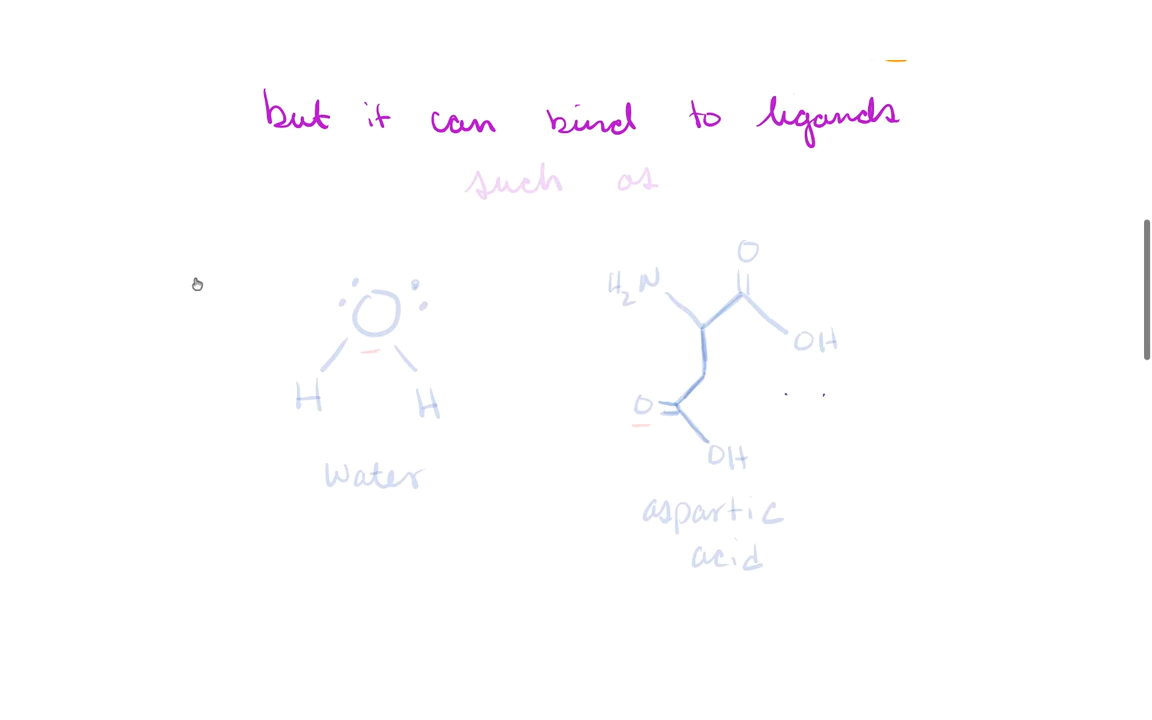 but it can bind to ligands
such as
O
H₂N
O
OH
H H
O
OH
Water
aspartic
acid